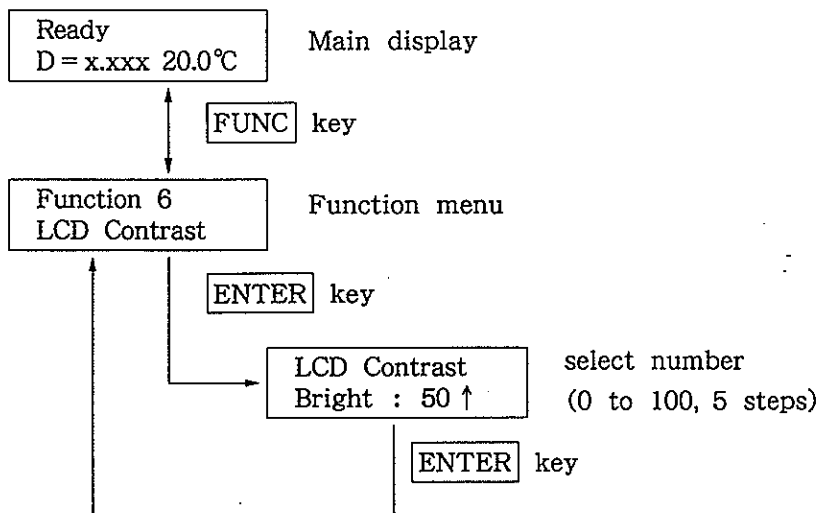 Ready
D = x.xxx 20.0℃
Main display
FUNC key
Function 6
LCD Contrast
Function menu
ENTER key
LCD Contrast
Bright : 50 ↑
select number
(0 to 100, 5 steps)
ENTER key